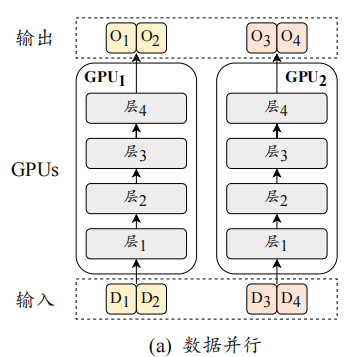 输出 O1 O2 O3 O4
GPU1 GPU2
层4 层4
层3 层3
GPUs
层2 层2
层1 层1
输入 D1 D2 D3 D4
(a) 数据并行